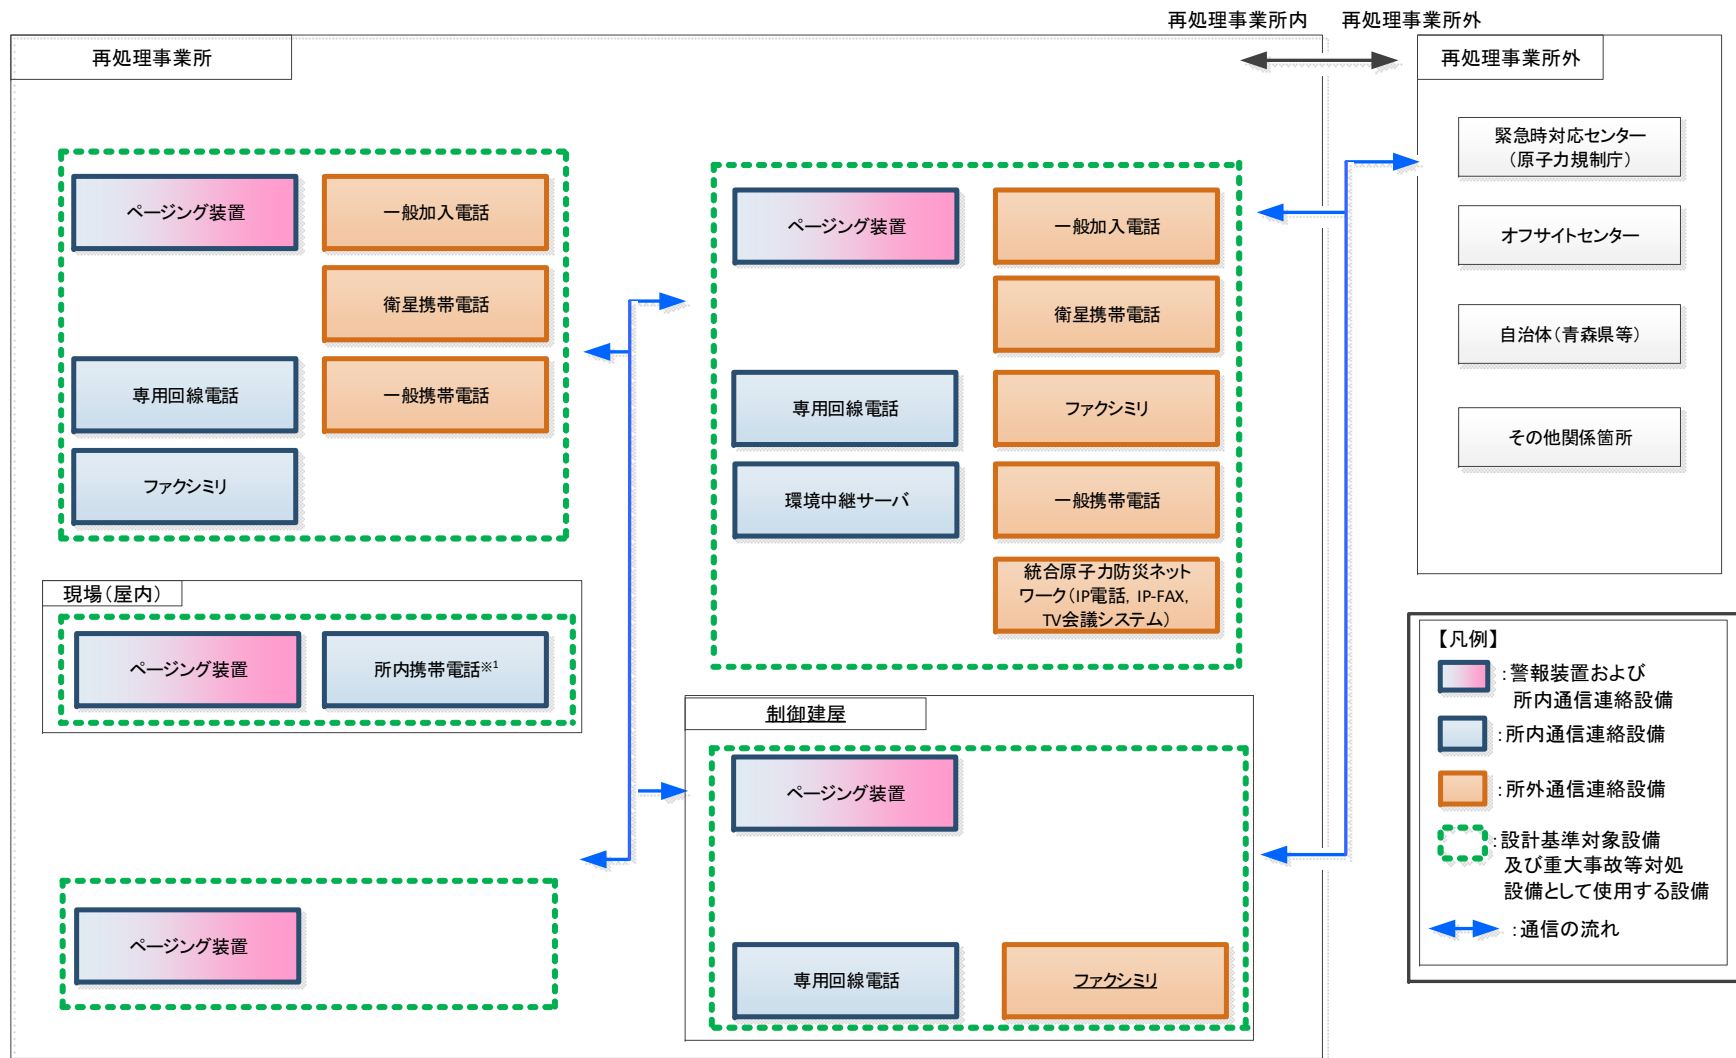 再処理事業所内
再処理事業所外
再処理事業所
再処理事業所外
ページング装置
一般加入電話
衛星携帯電話
専用回線電話
一般携帯電話
ファクシミリ
現場(屋内)
ページング装置
所内携帯電話※1
ページング装置
ページング装置
一般加入電話
衛星携帯電話
専用回線電話
ファクシミリ
環境中継サーバ
一般携帯電話
統合原子力防災ネット
ワーク(IP電話, IP-FAX,
TV会議システム)
制御建屋
ページング装置
専用回線電話
ファクシミリ
緊急時対応センター
(原子力規制庁)
オフサイトセンター
自治体(青森県等)
その他関係箇所
【凡例】
:警報装置および
所内通信連絡設備
:所内通信連絡設備
:所外通信連絡設備
:設計基準対象設備
及び重大事故等対処
設備として使用する設備
:通信の流れ